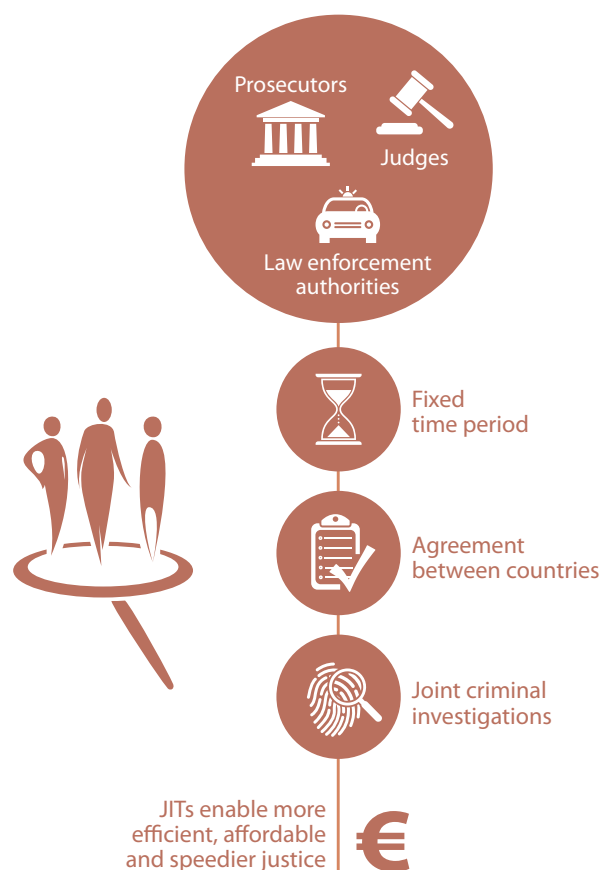 Prosecutors
Judges
Law enforcement
authorities
Fixed
time period
Agreement
between countries
Joint criminal
investigations
JITs enable more
efficient, affordable
and speedier justice
€